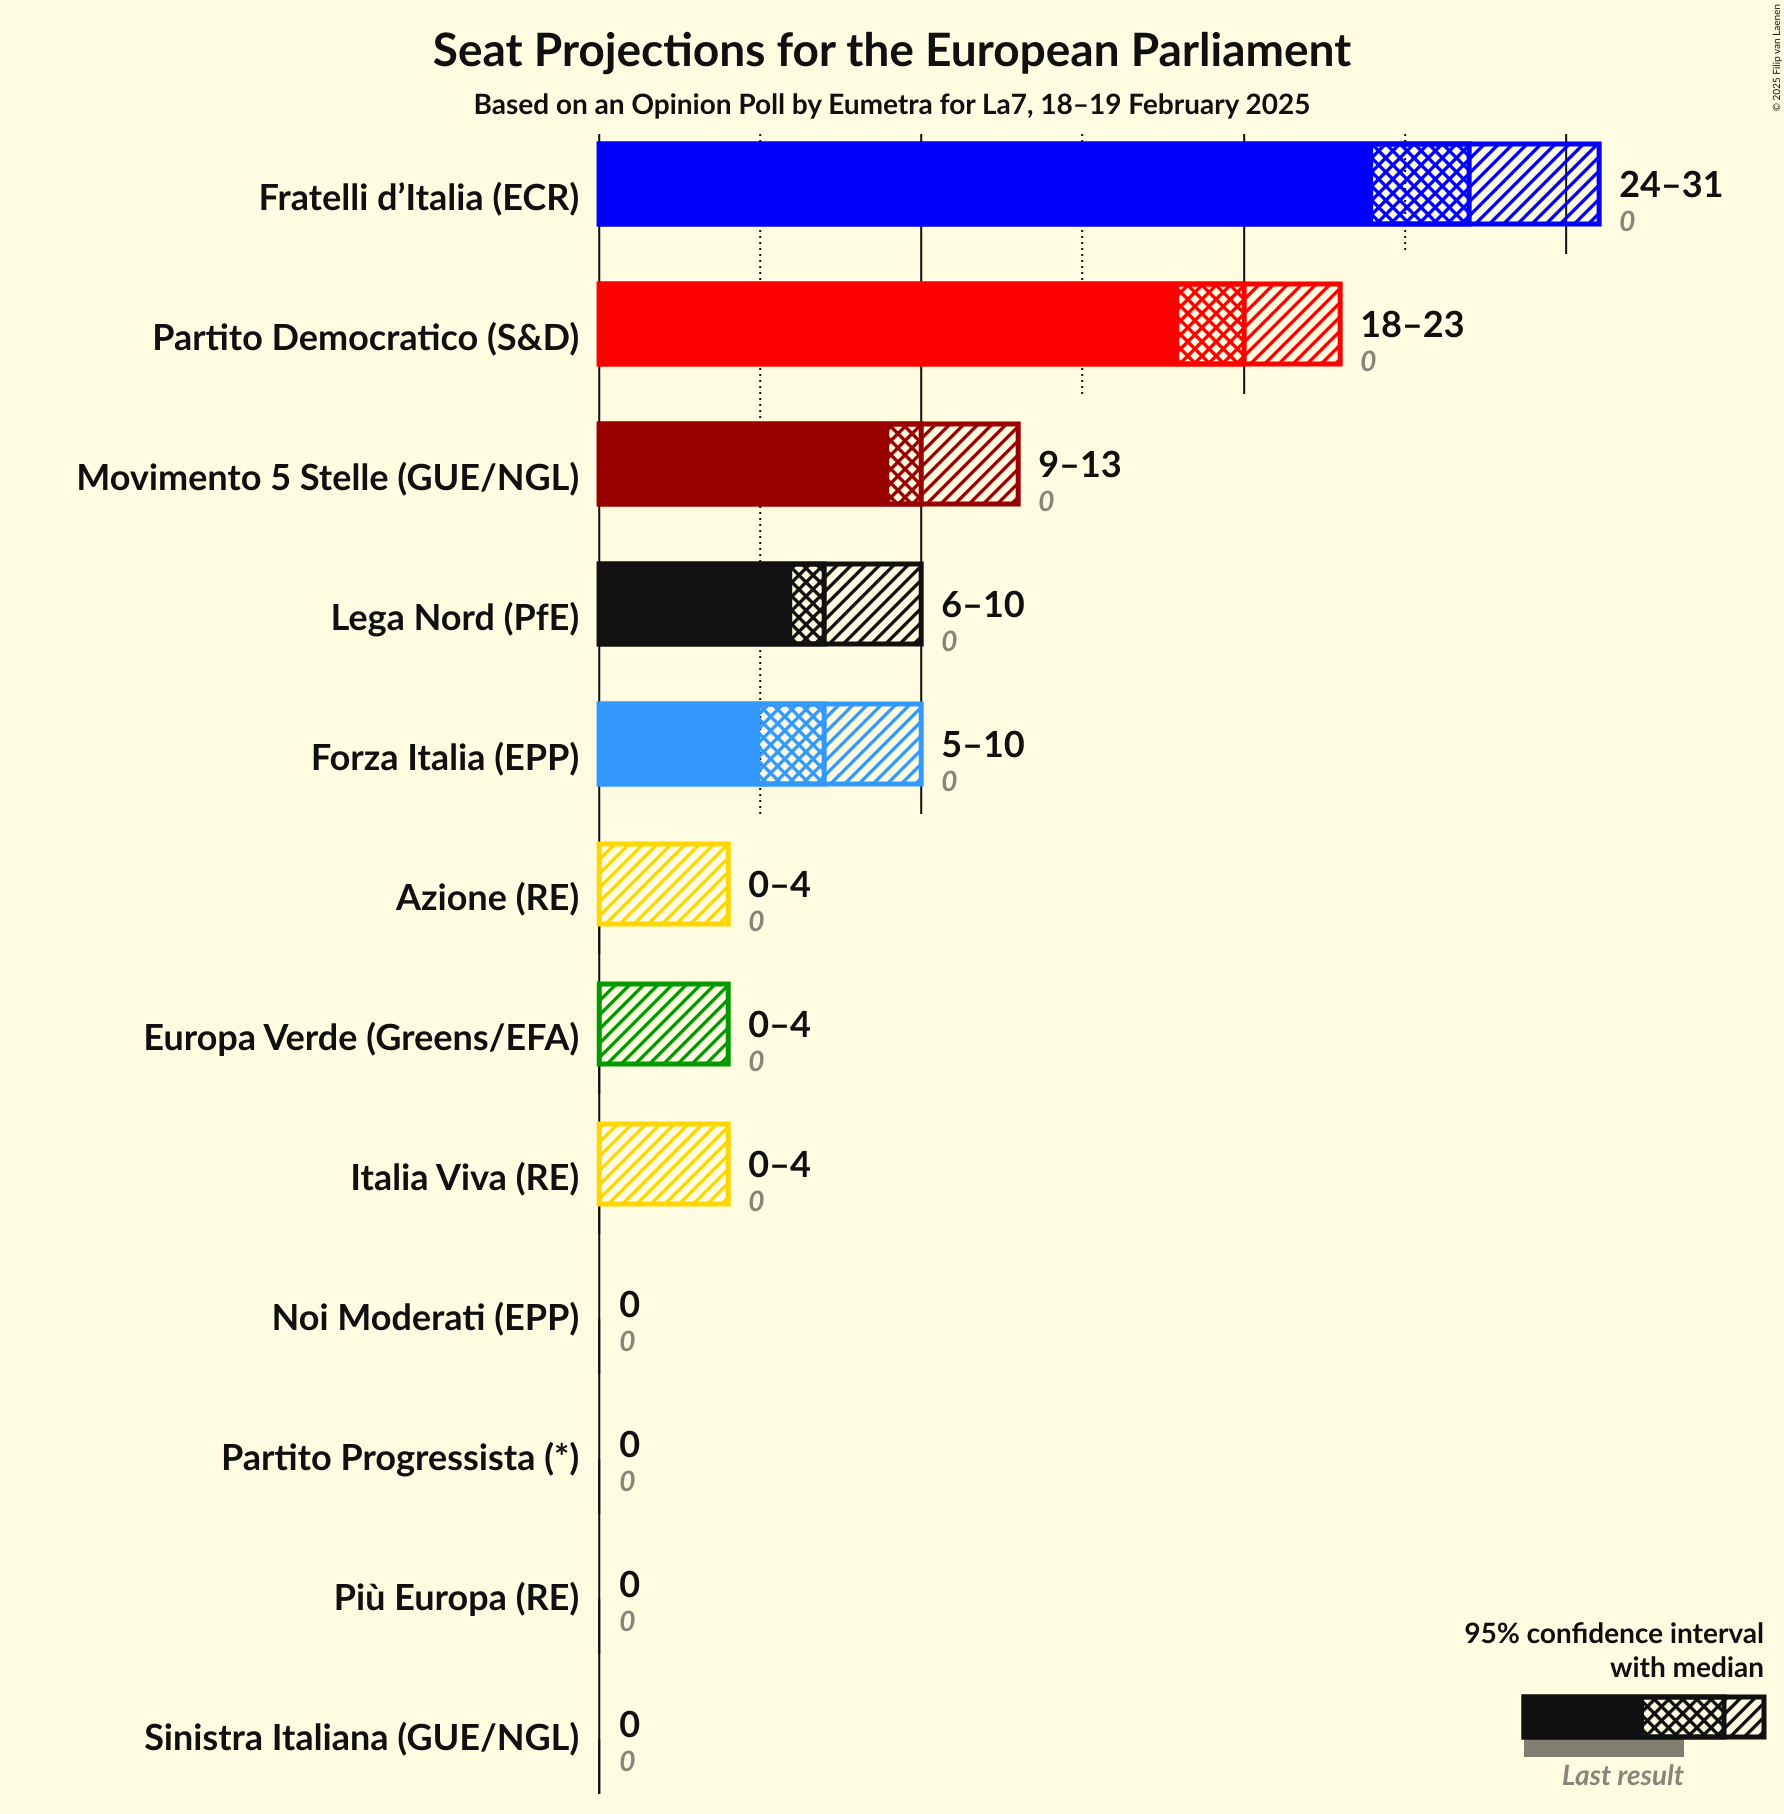 Seat Projections for the European Parliament
Based on an Opinion Poll by Eumetra for La7, 18–19 February 2025
© 2025 Filip van Laenen
Fratelli d’Italia (ECR)
24–31
0
Partito Democratico (S&D)
18–23
0
Movimento 5 Stelle (GUE/NGL)
9–13
0
Lega Nord (PfE)
6–10
0
Forza Italia (EPP)
5–10
0
Azione (RE)
0–4
0
Europa Verde (Greens/EFA)
0–4
0
Italia Viva (RE)
0–4
0
Noi Moderati (EPP)
0
0
Partito Progressista (*)
0
0
Più Europa (RE)
0
0
Sinistra Italiana (GUE/NGL)
0
0
95% confidence interval
with median
Last result